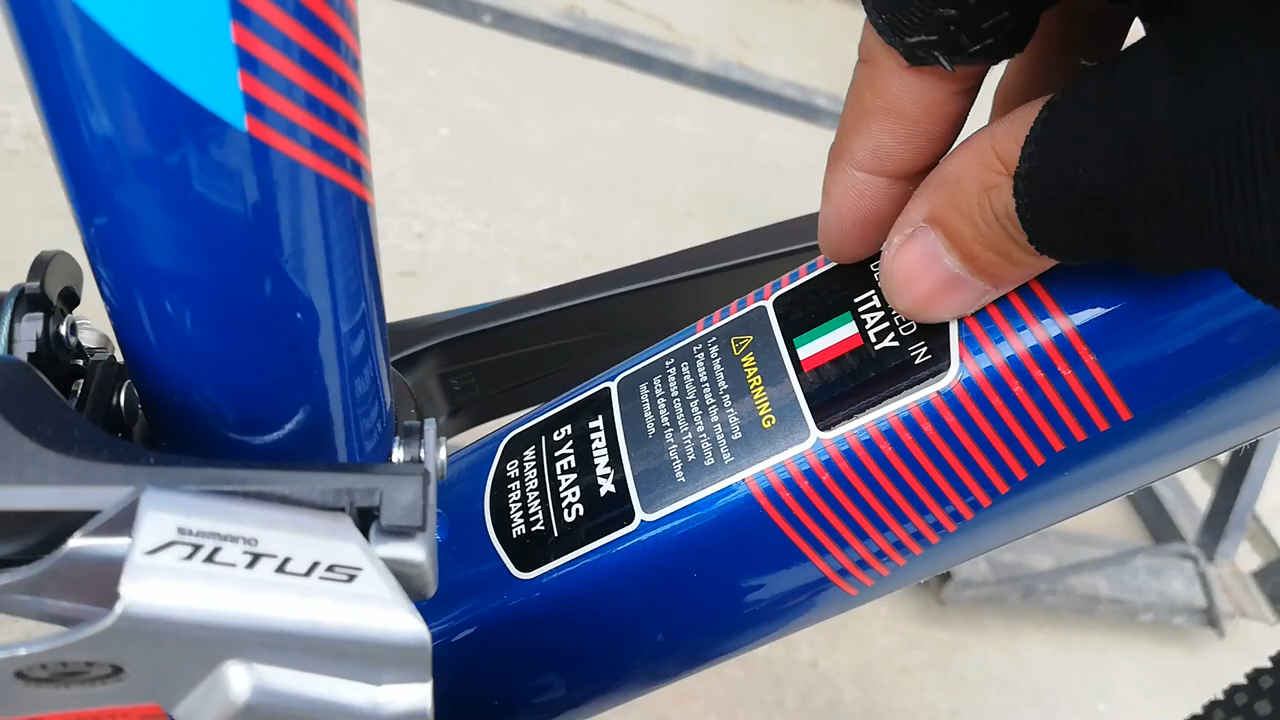 IN
ITALY
WARNING
1.No helmet, no riding
2.Please read the manual
carefully before riding
3.Please consult Trinx
local dealer for further
information.
TRINX
5 YEARS
WARRANTY
OF FRAME
SHIMANO
ALTUS